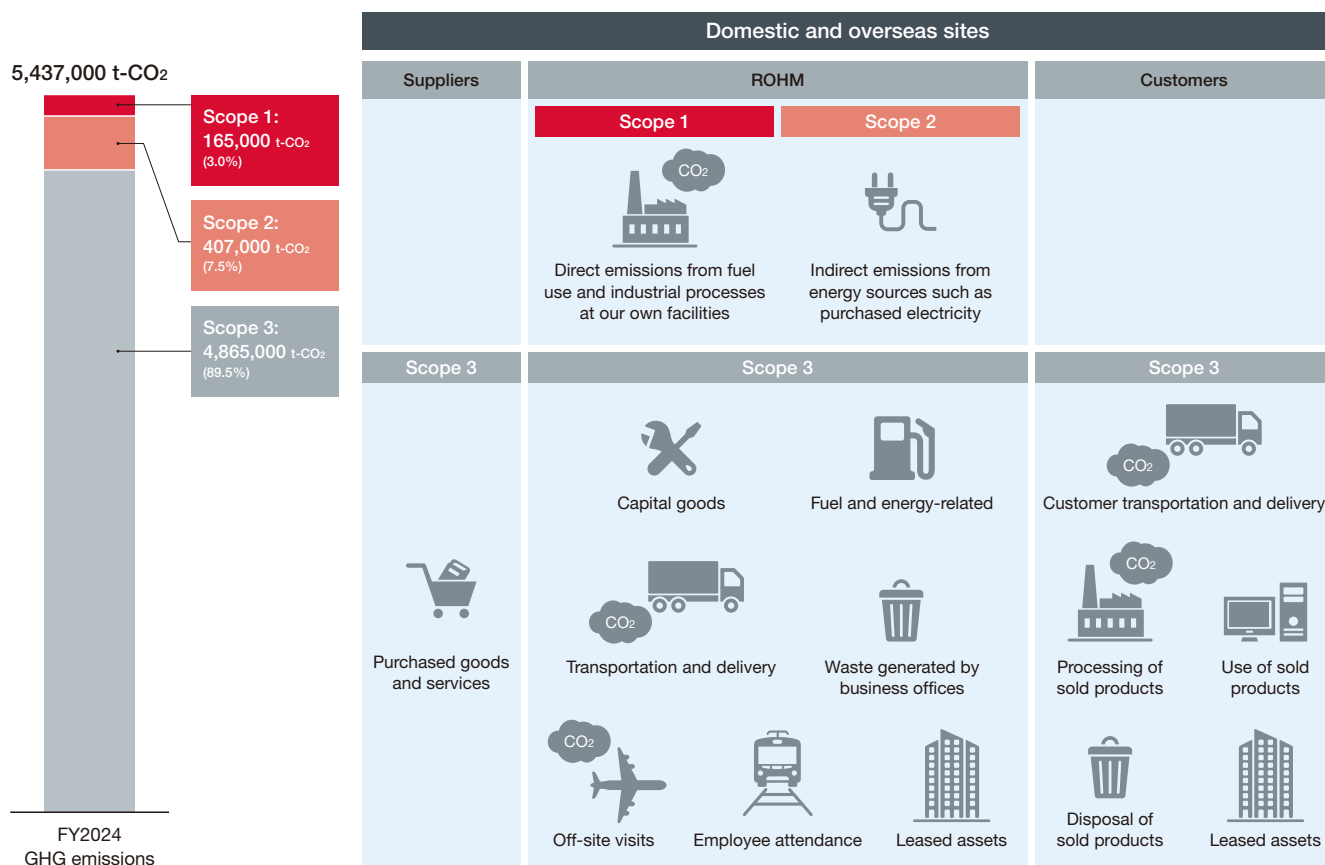 5,437,000 t-CO₂
Scope 1:
165,000 t-CO₂
(3.0%)
Scope 2:
407,000 t-CO₂
(7.5%)
Scope 3:
4,865,000 t-CO₂
(89.5%)
FY2024
GHG emissions
Domestic and overseas sites
Suppliers
ROHM
Customers
Scope 1
Scope 2
CO₂
Direct emissions from fuel
use and industrial processes
at our own facilities
Indirect emissions from
energy sources such as
purchased electricity
Scope 3
Purchased goods
and services
Scope 3
Capital goods
Fuel and energy-related
CO₂
Transportation and delivery
Waste generated by
business offices
CO₂
Off-site visits
Employee attendance
Leased assets
Scope 3
CO₂
Customer transportation and delivery
CO₂
Processing of
sold products
Use of sold
products
Disposal of
sold products
Leased assets